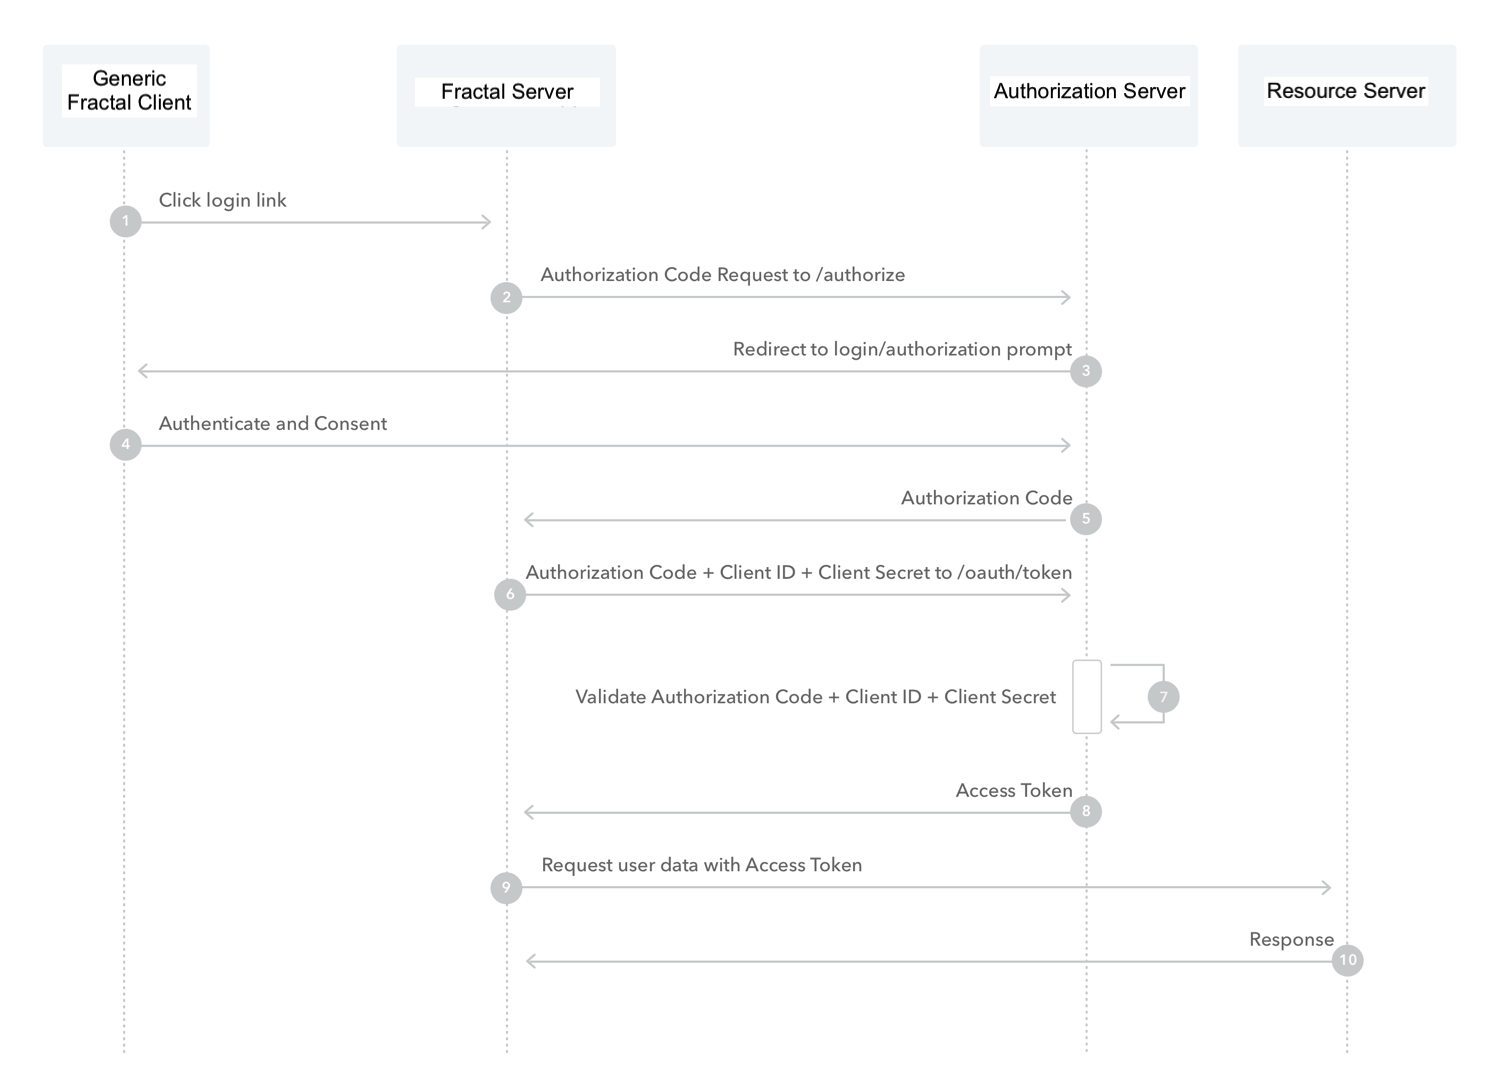 Generic
Fractal Client
Fractal Server
Authorization Server
Resource Server
Click login link
1
Authorization Code Request to /authorize
2
Redirect to login/authorization prompt
3
Authenticate and Consent
4
Authorization Code
5
Authorization Code + Client ID + Client Secret to /oauth/token
6
Validate Authorization Code + Client ID + Client Secret
7
Access Token
8
Request user data with Access Token
9
Response
10